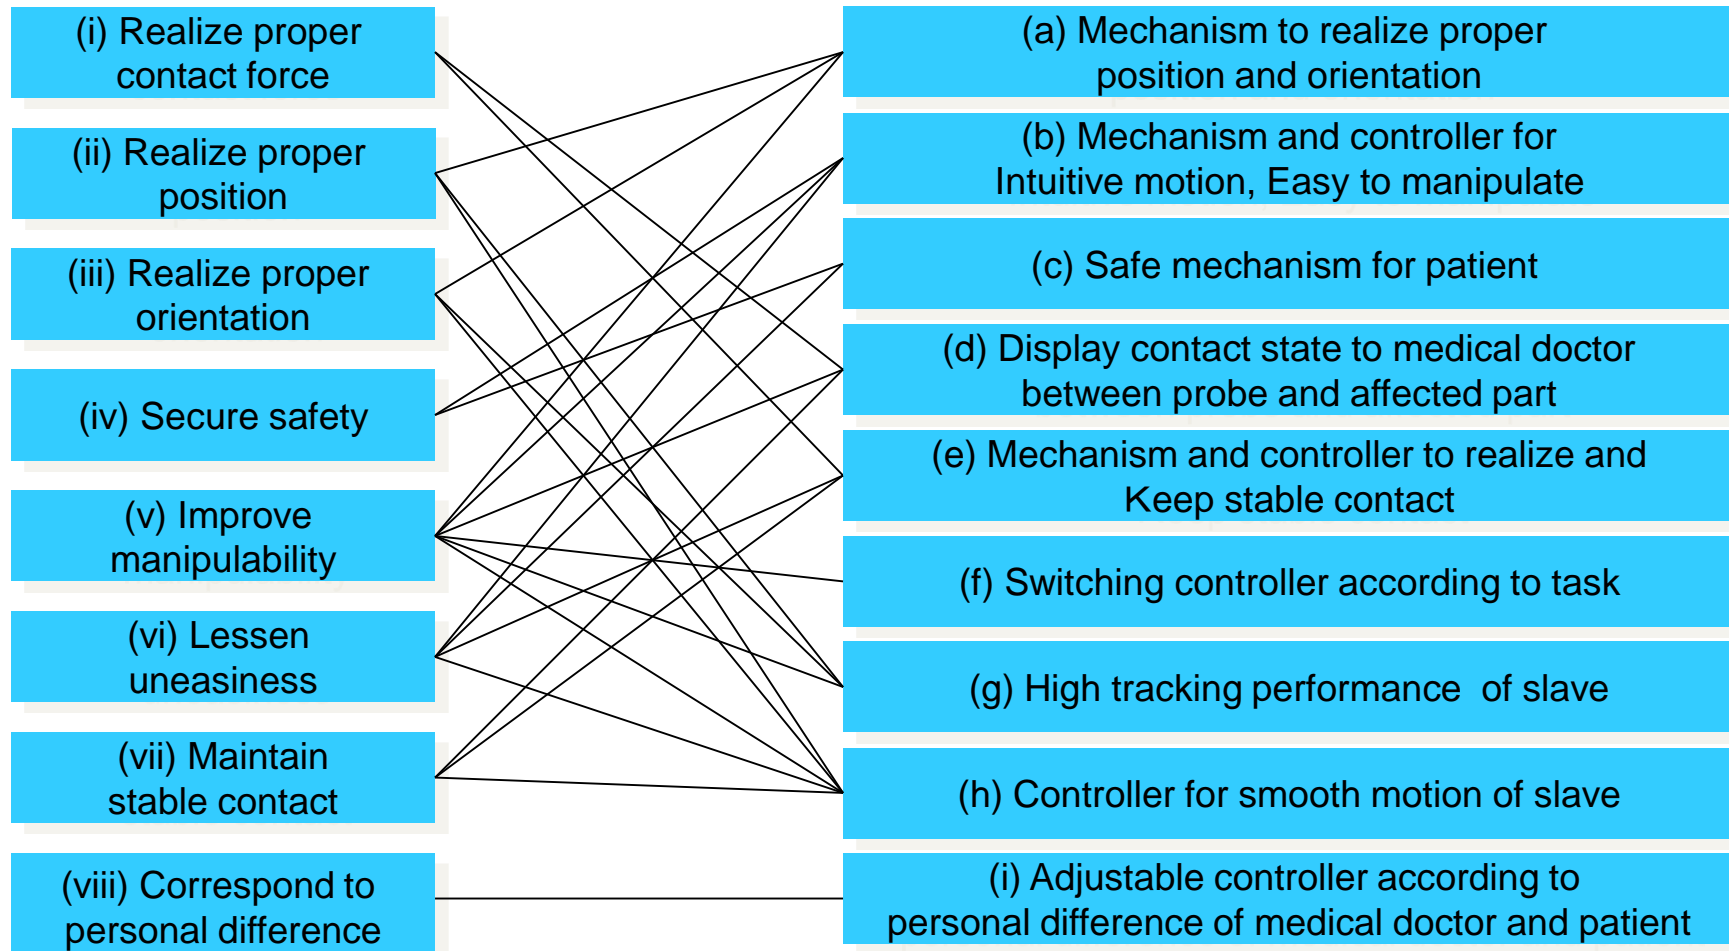 (i) Realize proper
contact force
(ii) Realize proper
position
(iii) Realize proper
orientation
(iv) Secure safety
(v) Improve
manipulability
(vi) Lessen
uneasiness
(vii) Maintain
stable contact
(viii) Correspond to
personal difference
(a) Mechanism to realize proper
position and orientation
(b) Mechanism and controller for
Intuitive motion, Easy to manipulate
(c) Safe mechanism for patient
(d) Display contact state to medical doctor
between probe and affected part
(e) Mechanism and controller to realize and
Keep stable contact
(f) Switching controller according to task
(g) High tracking performance of slave
(h) Controller for smooth motion of slave
(i) Adjustable controller according to
personal difference of medical doctor and patient